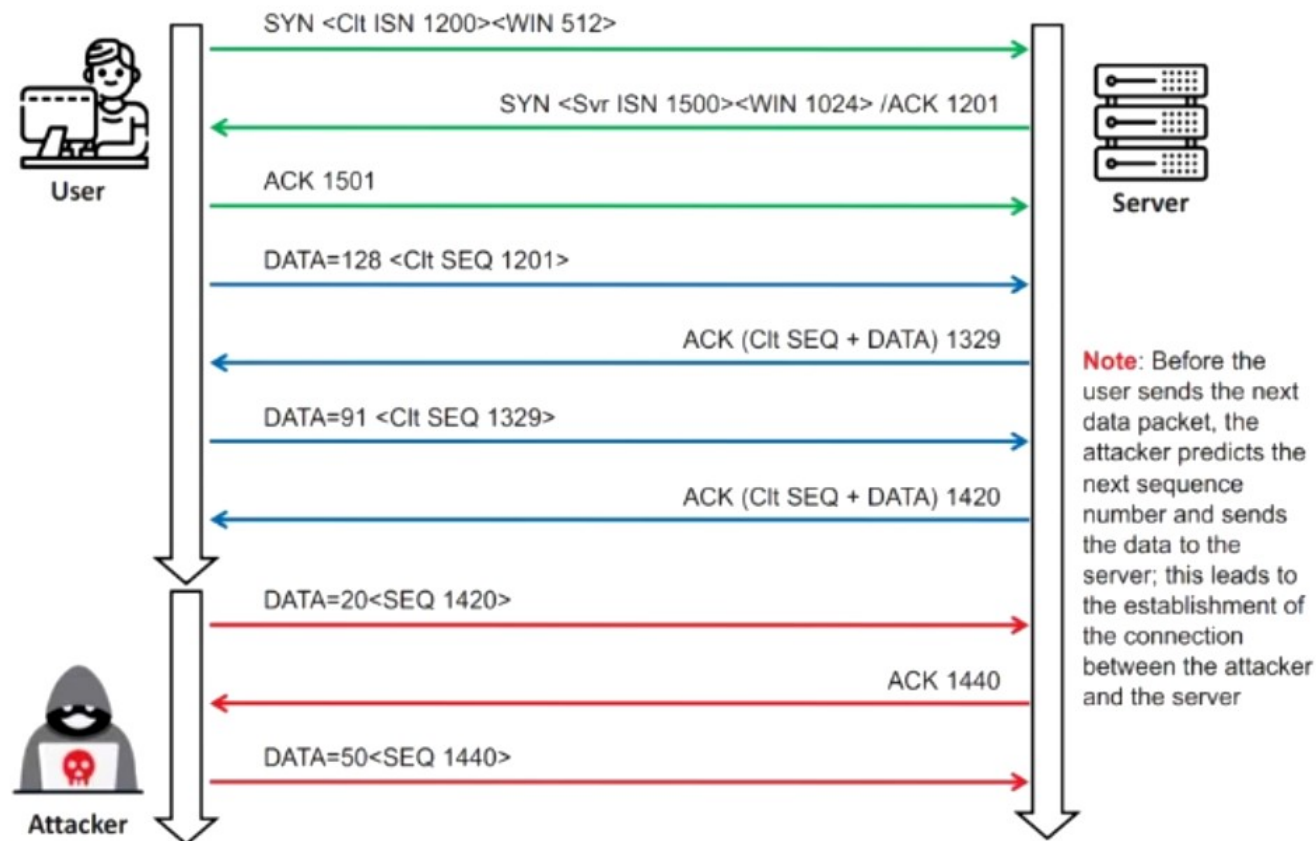 SYN <Clt ISN 1200><WIN 512>
SYN <Svr ISN 1500><WIN 1024> /ACK 1201
User
ACK 1501
Server
DATA=128 <Clt SEQ 1201>
ACK (Clt SEQ + DATA) 1329
DATA=91 <Clt SEQ 1329>
ACK (Clt SEQ + DATA) 1420
Note: Before the
user sends the next
data packet, the
attacker predicts the
next sequence
number and sends
the data to the
server; this leads to
the establishment of
the connection
between the attacker
and the server
DATA=20<SEQ 1420>
ACK 1440
DATA=50<SEQ 1440>
Attacker